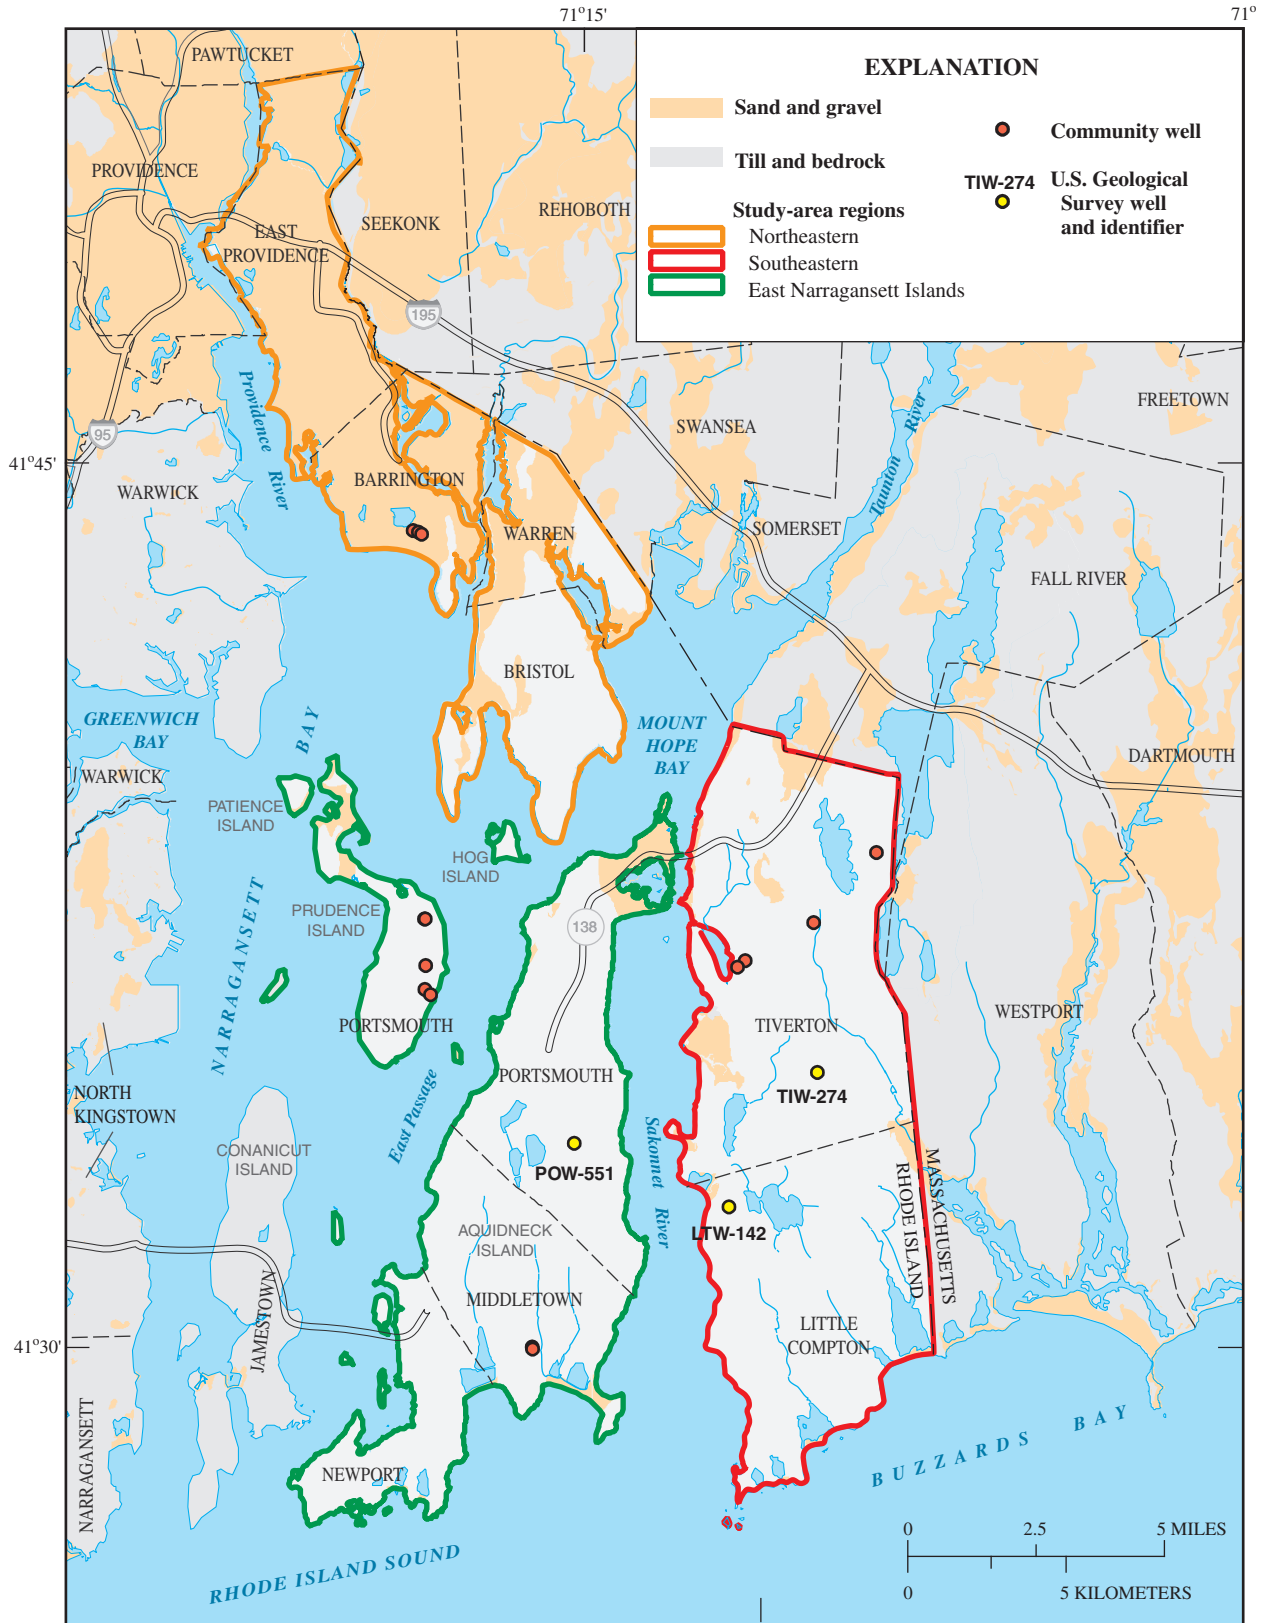 71°15'
71°
PAWTUCKET
EXPLANATION
Sand and gravel
Till and bedrock
Study-area regions
Northeastern
Southeastern
East Narragansett Islands
Community well
TIW-274
U.S. Geological
Survey well
and identifier
PROVIDENCE
SEEKONK
REHOBOTH
EAST
PROVIDENCE
195
Providence
River
95
SWANSEA
Taunton
River
FREETOWN
41°45'
WARWICK
BARRINGTON
WARREN
SOMERSET
FALL RIVER
BRISTOL
GREENWICH
BAY
BAY
MOUNT
HOPE
BAY
WARWICK
DARTMOUTH
PATIENCE
ISLAND
HOG
ISLAND
NARRAGANSETT
PRUDENCE
ISLAND
138
PORTSMOUTH
TIVERTON
WESTPORT
NORTH
KINGSTOWN
PORTSMOUTH
TIW-274
East Passage
CONANICUT
ISLAND
POW-551
Sakonnet
River
MASSACHUSETTS
RHODE ISLAND
LTW-142
AQUIDNECK
ISLAND
JAMESTOWN
MIDDLETOWN
LITTLE
COMPTON
41°30'
NARRAGANSETT
NEWPORT
BUZZARDS BAY
RHODE ISLAND SOUND
0 2.5 5 MILES
0 5 KILOMETERS